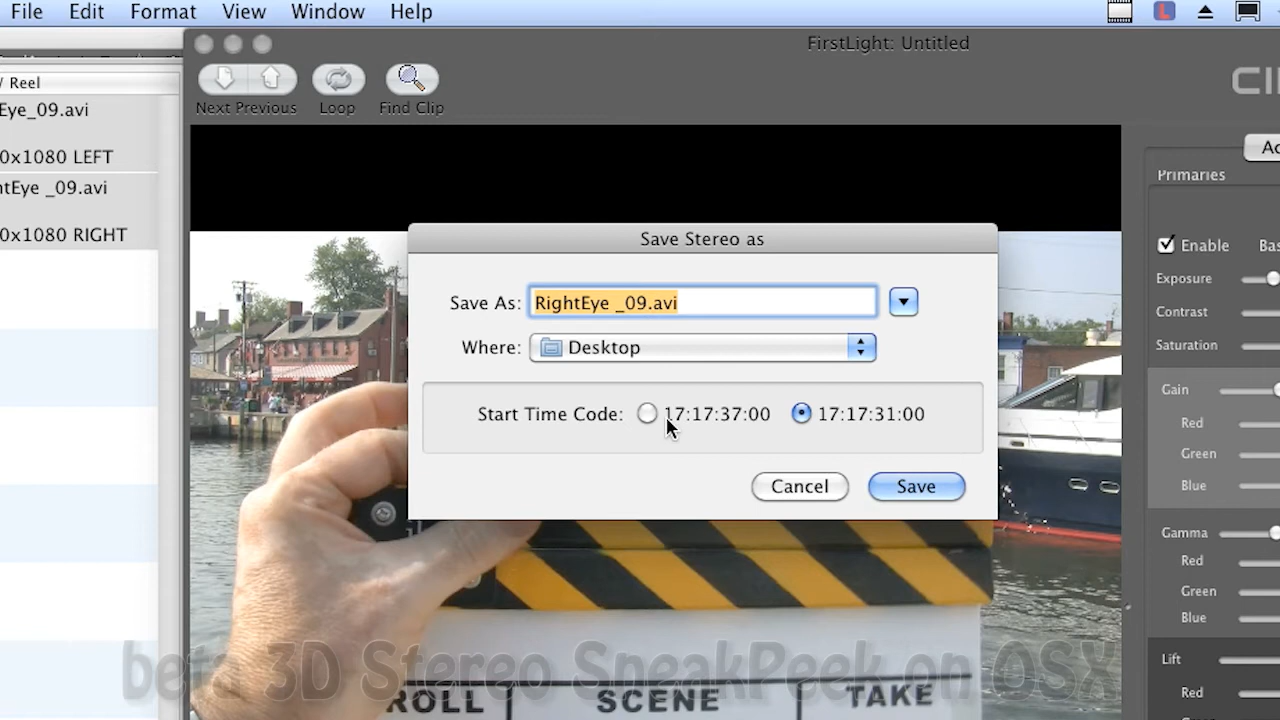 File Edit Format View Window Help
FirstLight: Untitled
/ Reel
Next Previous Loop Find Clip
Eye_09.avi
0x1080 LEFT
htEye _09.avi
0x1080 RIGHT
Primaries
Enable
Exposure
Contrast
Saturation
Gain
Red
Green
Blue
Gamma
Red
Green
Blue
Lift
Red
Save Stereo as
Save As: RightEye _09.avi
Where: Desktop
Start Time Code: 17:17:37:00 17:17:31:00
Cancel Save
beta 3D Stereo SneakPeek on OSX
ROLL SCENE TAKE